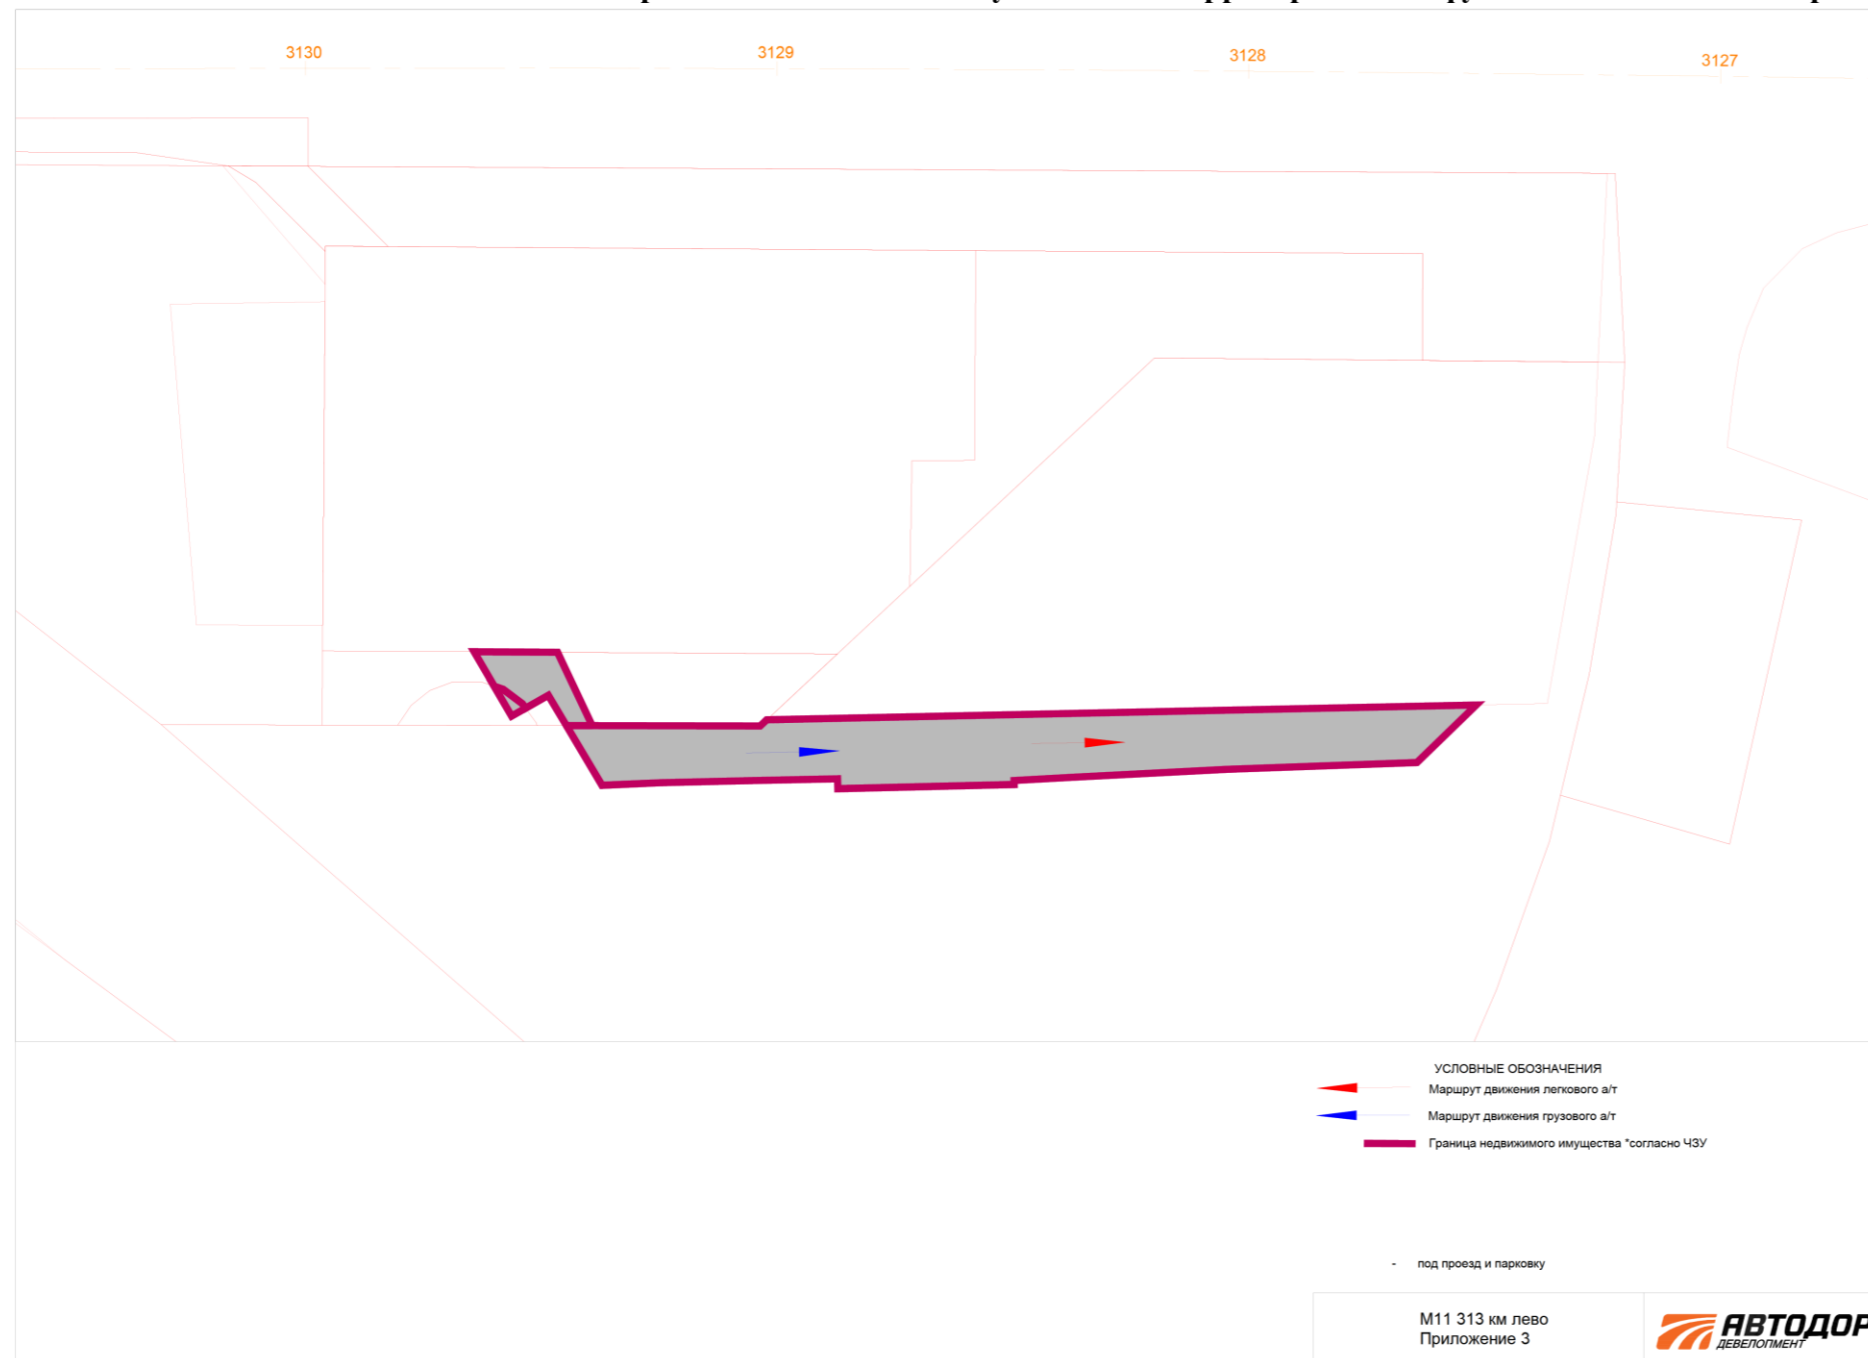 3130
3129
3128
3127
УСЛОВНЫЕ ОБОЗНАЧЕНИЯ
Маршрут движения легкового а/т
Маршрут движения грузового а/т
Граница недвижимого имущества *согласно ЧЗУ
- под проезд и парковку
М11 313 км лево
Приложение 3
АВТОДОР
ДЕВЕЛОПМЕНТ